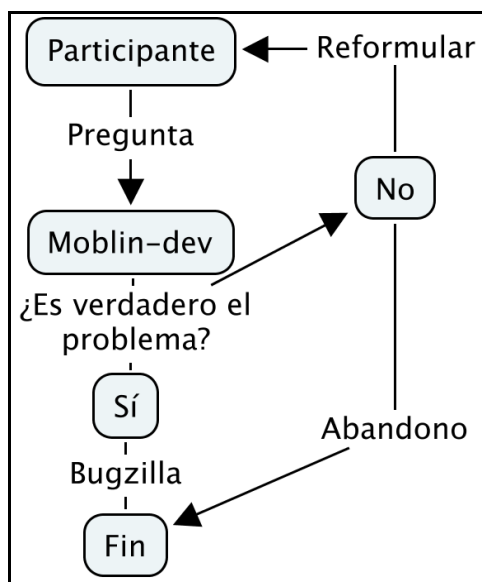 Participante
Reformular
Pregunta
No
Moblin-dev
¿Es verdadero el
problema?
Sí
Abandono
Bugzilla
Fin